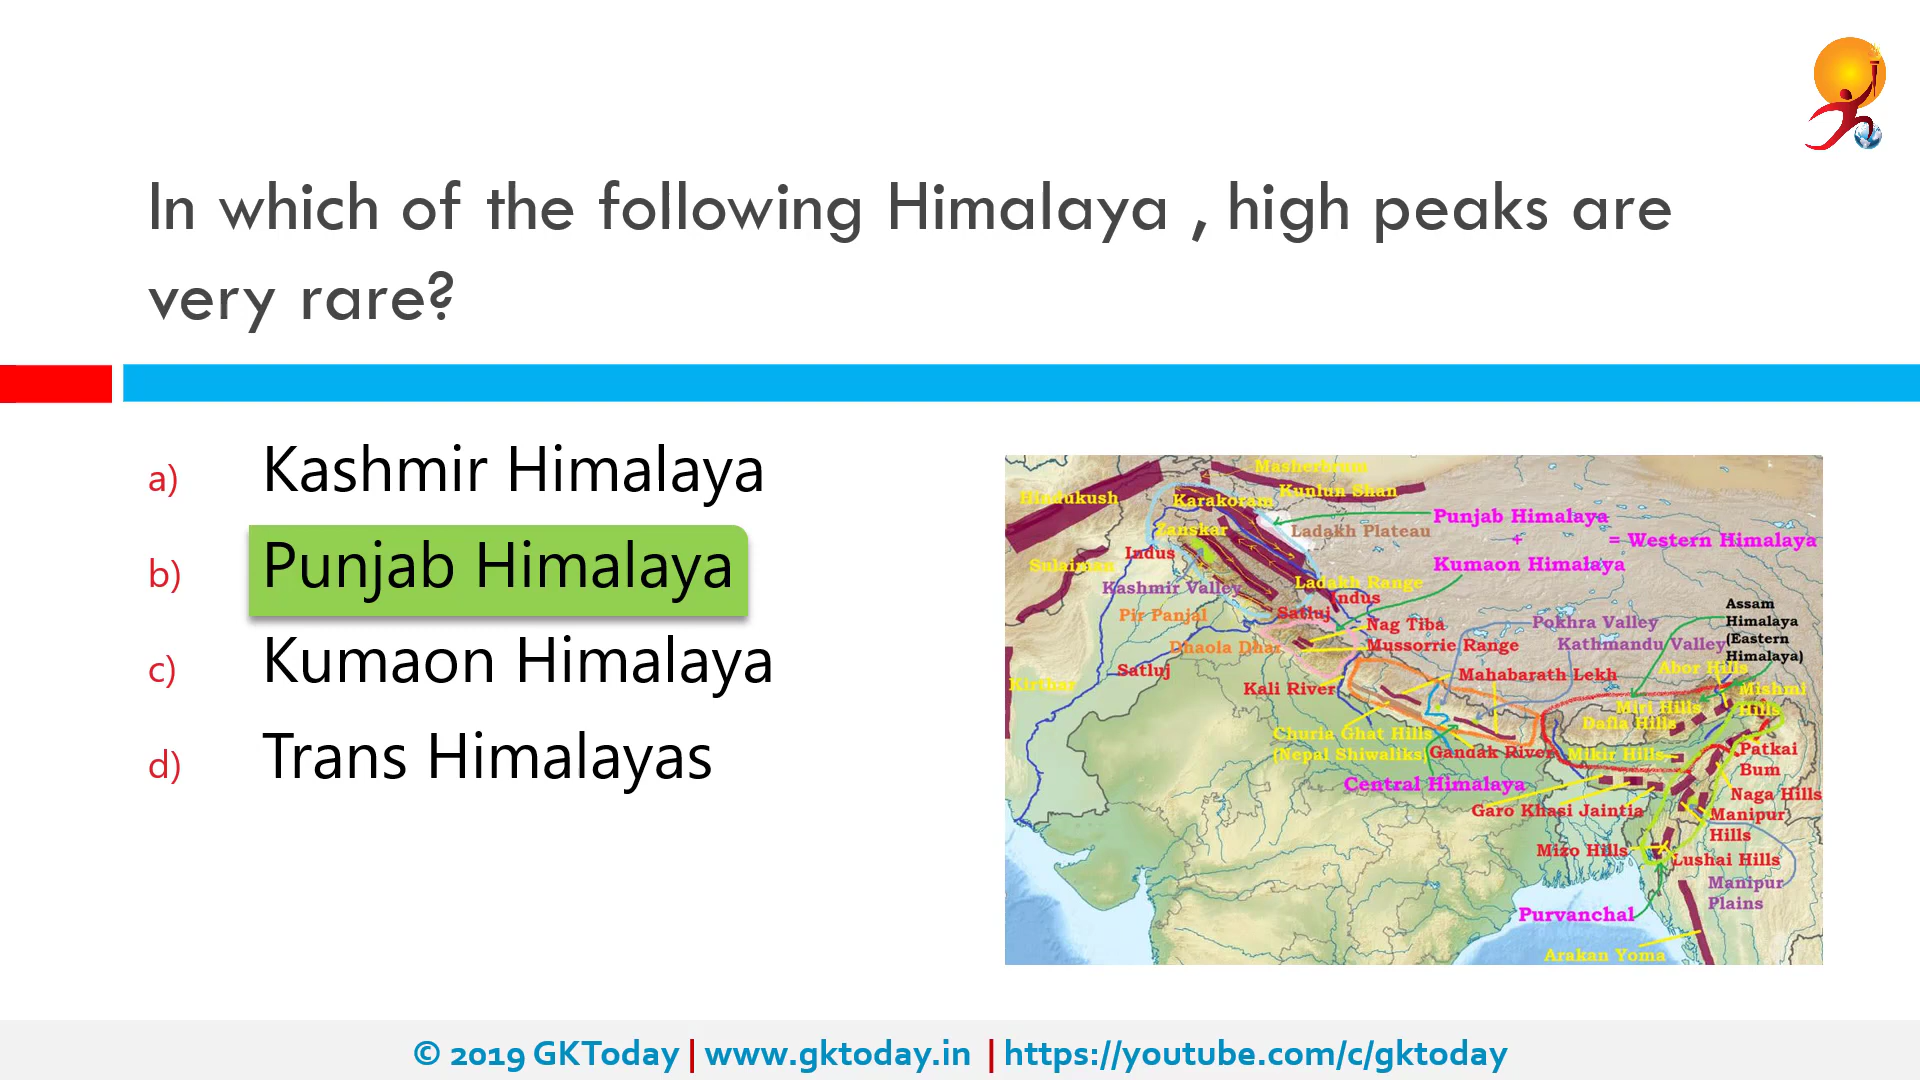 In which of the following Himalaya , high peaks are
very rare?
a) Kashmir Himalaya
b) Punjab Himalaya
c) Kumaon Himalaya
d) Trans Himalayas
Masherbrum
Hindukush
Karakoram
Kunlun Shan
Punjab Himalaya
Zanskar
Ladakh Plateau
+
= Western Himalaya
Indus
Sulaiman
Kumaon Himalaya
Kashmir Valley
Ladakh Range
Indus
Pir Panjal
Satluj
Nag Tiba
Pokhra Valley
Assam
Himalaya
(Eastern
Himalaya)
Dhaola Dhar
Mussorrie Range
Kathmandu Valley
Satluj
Kirthar
Kali River
Mahabarath Lekh
Abor Hills
Mishmi
Hills
Miri Hills
Dafla Hills
Churia Ghat Hills
(Nepal Shiwaliks)
Gandak River
Mikir Hills
Patkai
Bum
Central Himalaya
Naga Hills
Garo Khasi Jaintia
Manipur
Hills
Mizo Hills
Lushai Hills
Manipur
Plains
Purvanchal
Arakan Yoma
© 2019 GKToday | www.gktoday.in | https://youtube.com/c/gktoday